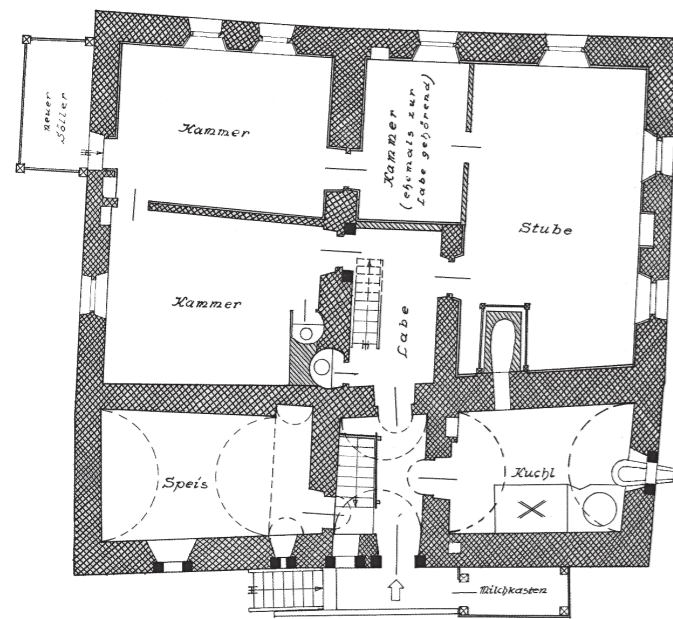 neuer
Söller
Kammer
Kammer
(ehemals zur
Labe gehörend)
Stube
Kammer
Labe
Speis
Kuchl
Milchkasten